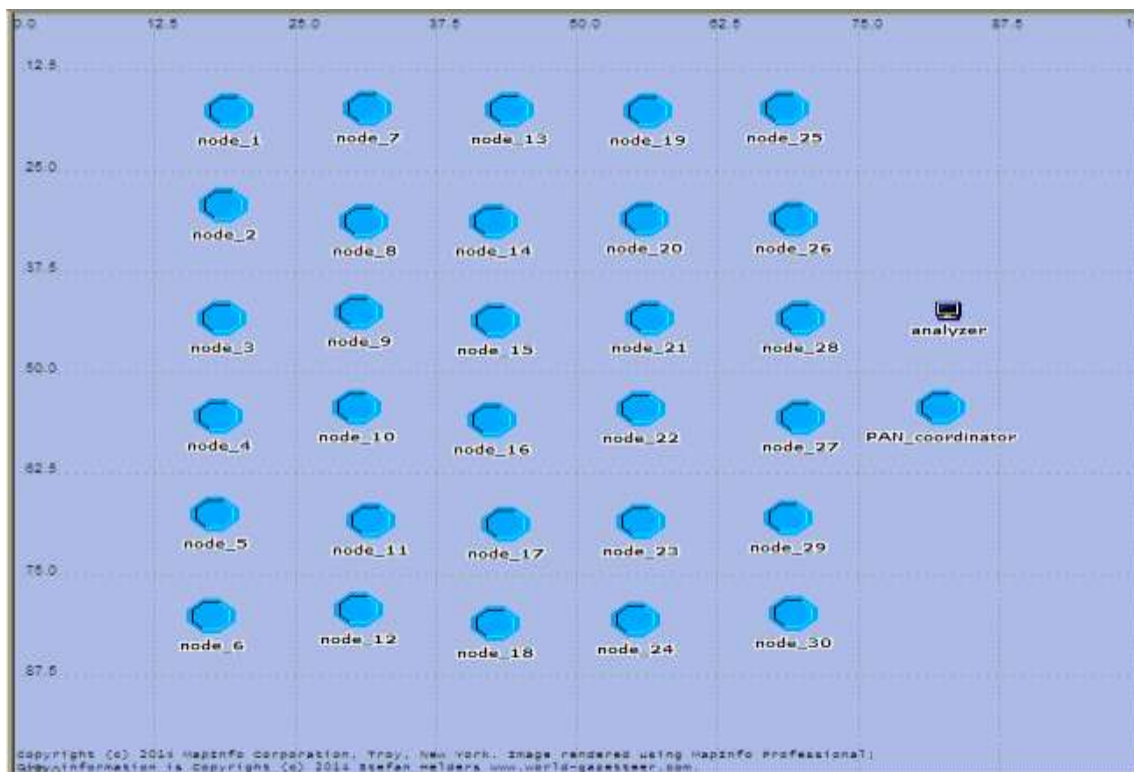 0.0 12.5 25.0 37.5 50.0 62.5 75.0 87.5
12.5
node_1 node_7 node_13 node_19 node_25
25.0
node_2 node_8 node_14 node_20 node_26
37.5
node_3 node_9 node_15 node_21 node_28 analyzer
50.0
node_4 node_10 node_16 node_22 node_27 PAN_coordinator
62.5
node_5 node_11 node_17 node_23 node_29
75.0
node_6 node_12 node_18 node_24 node_30
87.5
Copyright (c) 2014 MapInfo Corporation, Troy, New York. Image rendered using MapInfo Professional;
information is Copyright (c) 2014 Stefan Helders www.world-gazetteer.com